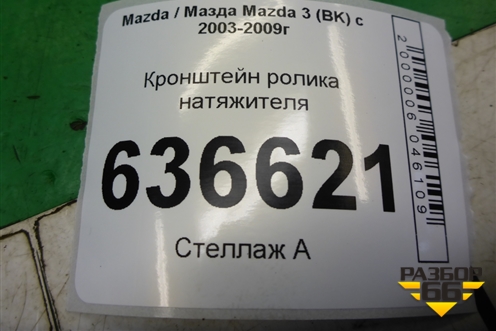 Mazda / Мазда Mazda 3 (BK) с
2003-2009г
Кронштейн ролика
натяжителя
636621
Стеллаж А
2000006046109
РАЗБОР
66